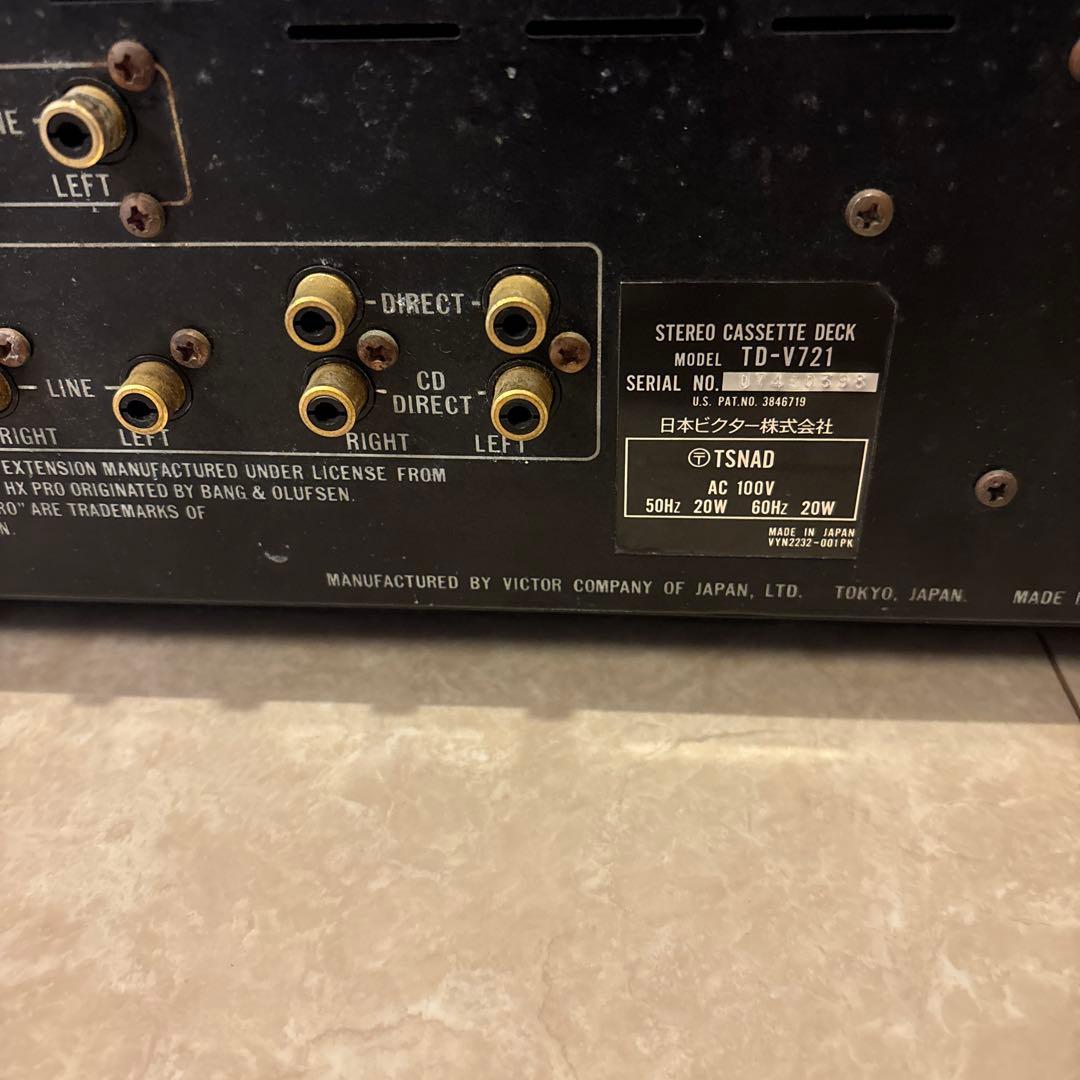 LEFT
DIRECT
CD
DIRECT
LINE
RIGHT
LEFT
RIGHT
LEFT
EXTENSION MANUFACTURED UNDER LICENSE FROM
HX PRO ORIGINATED BY BANG & OLUFSEN.
RO" ARE TRADEMARKS OF
N.
STEREO CASSETTE DECK
MODEL TD-V721
SERIAL NO.
U.S. PAT.NO. 3846719
日本ビクター株式会社
〒TSNAD
AC 100V
50Hz 20W 60Hz 20W
MADE IN JAPAN
VYN2232-001PK
MANUFACTURED BY VICTOR COMPANY OF JAPAN, LTD. TOKYO, JAPAN. MADE